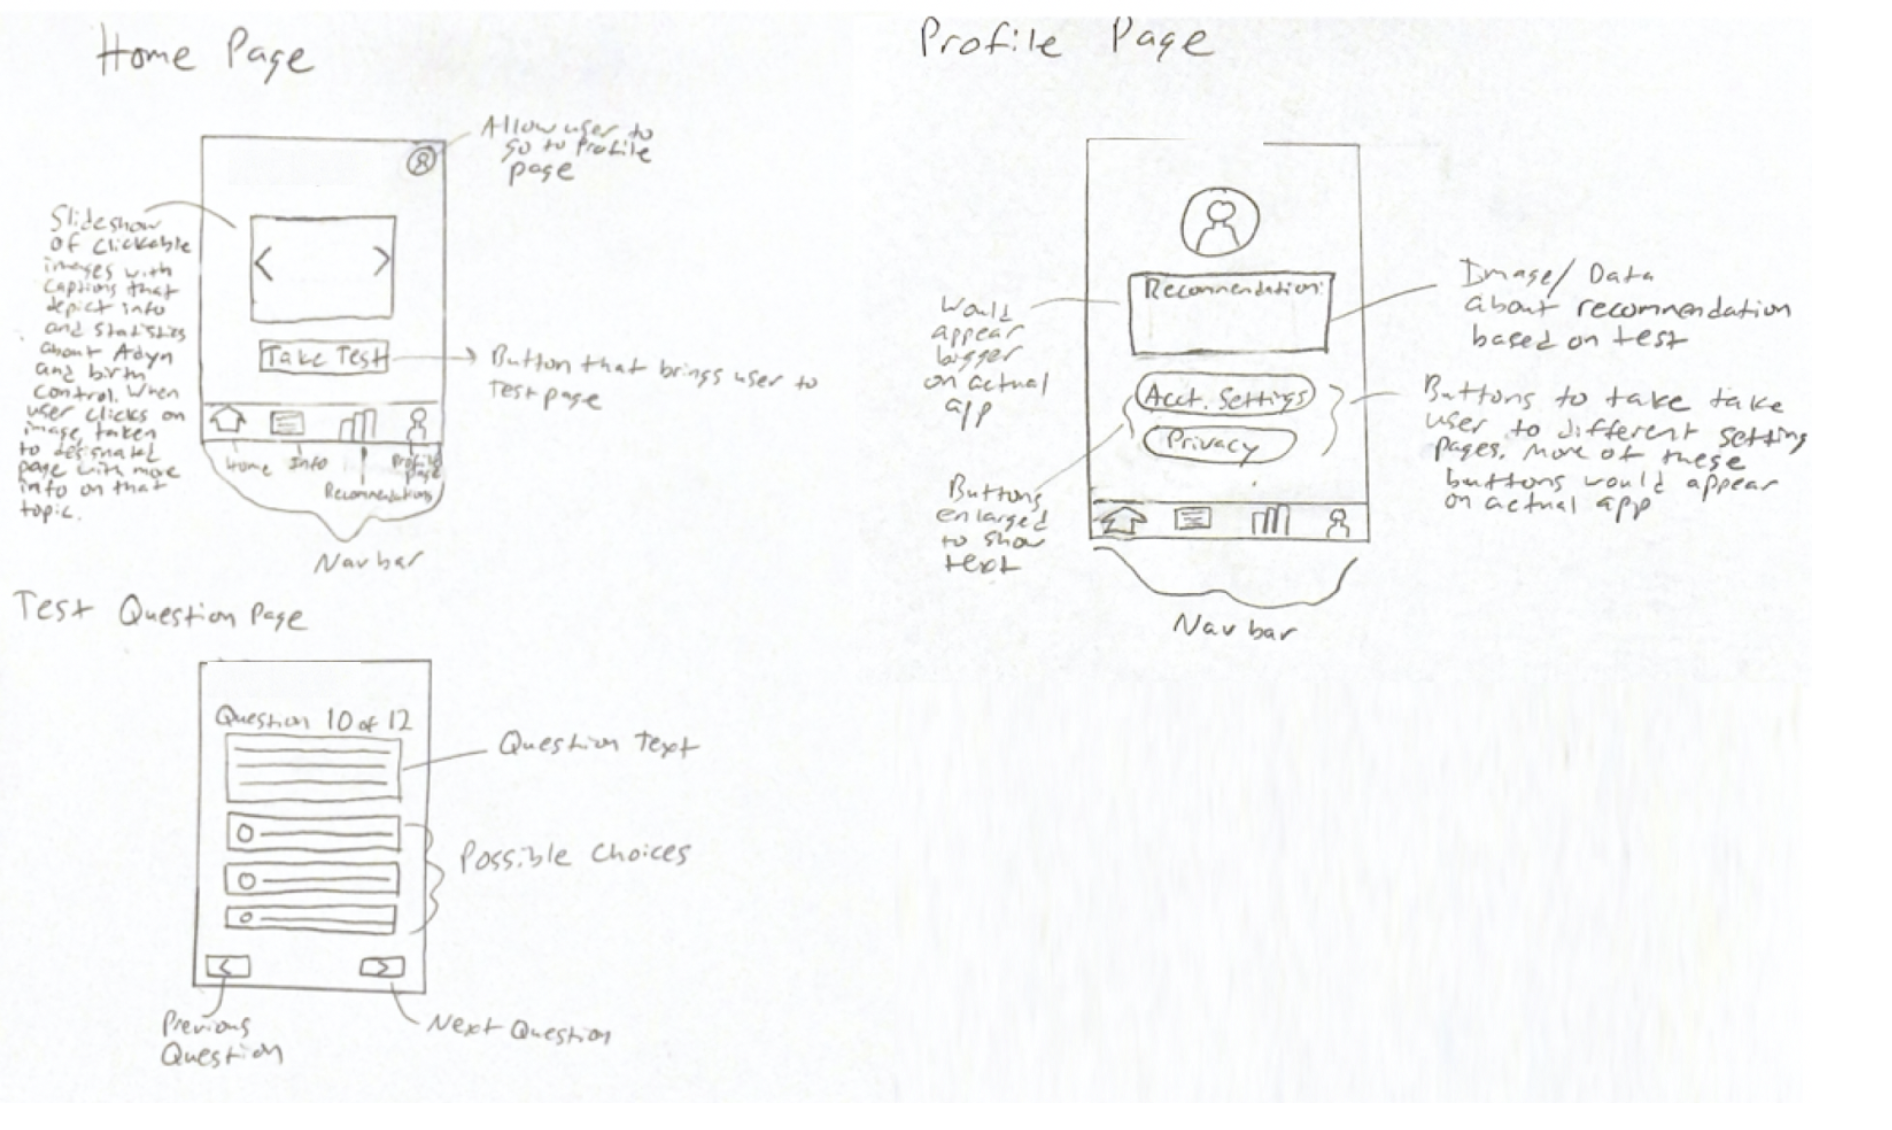 Home Page
Allow user to
go to Profile
page
Slideshow
of clickable
images with
captions that
depict info
and statistics
about Adyn
and birth
control. When
user clicks on
image, taken
to designated
page with more
info on that
topic.
Take Test
Button that brings user to
Test page
Home
Info
Recommendations
Profile
page
Navbar
Test Question Page
Question 10 of 12
Question Text
Possible Choices
Previous
Question
Next Question
Profile Page
Recommendation:
Would
appear
bigger
on actual
app
Image/Data
about recommendation
based on test
Acct. Settings
Privacy
Buttons to take take
user to different setting
pages. More of these
buttons would appear
on actual app
Buttons
enlarged
to show
text
Navbar